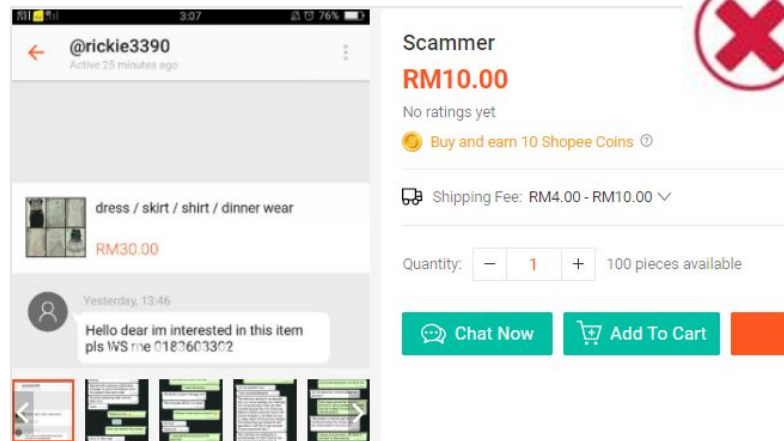 3:07
76%
@rickie3390
Active 25 minutes ago
dress / skirt / shirt / dinner wear
RM30.00
Yesterday, 13:46
Hello dear im interested in this item
pls WS me 0183603302
Scammer
RM10.00
No ratings yet
Buy and earn 10 Shopee Coins
Shipping Fee: RM4.00 - RM10.00
Quantity: − 1 + 100 pieces available
Chat Now
Add To Cart